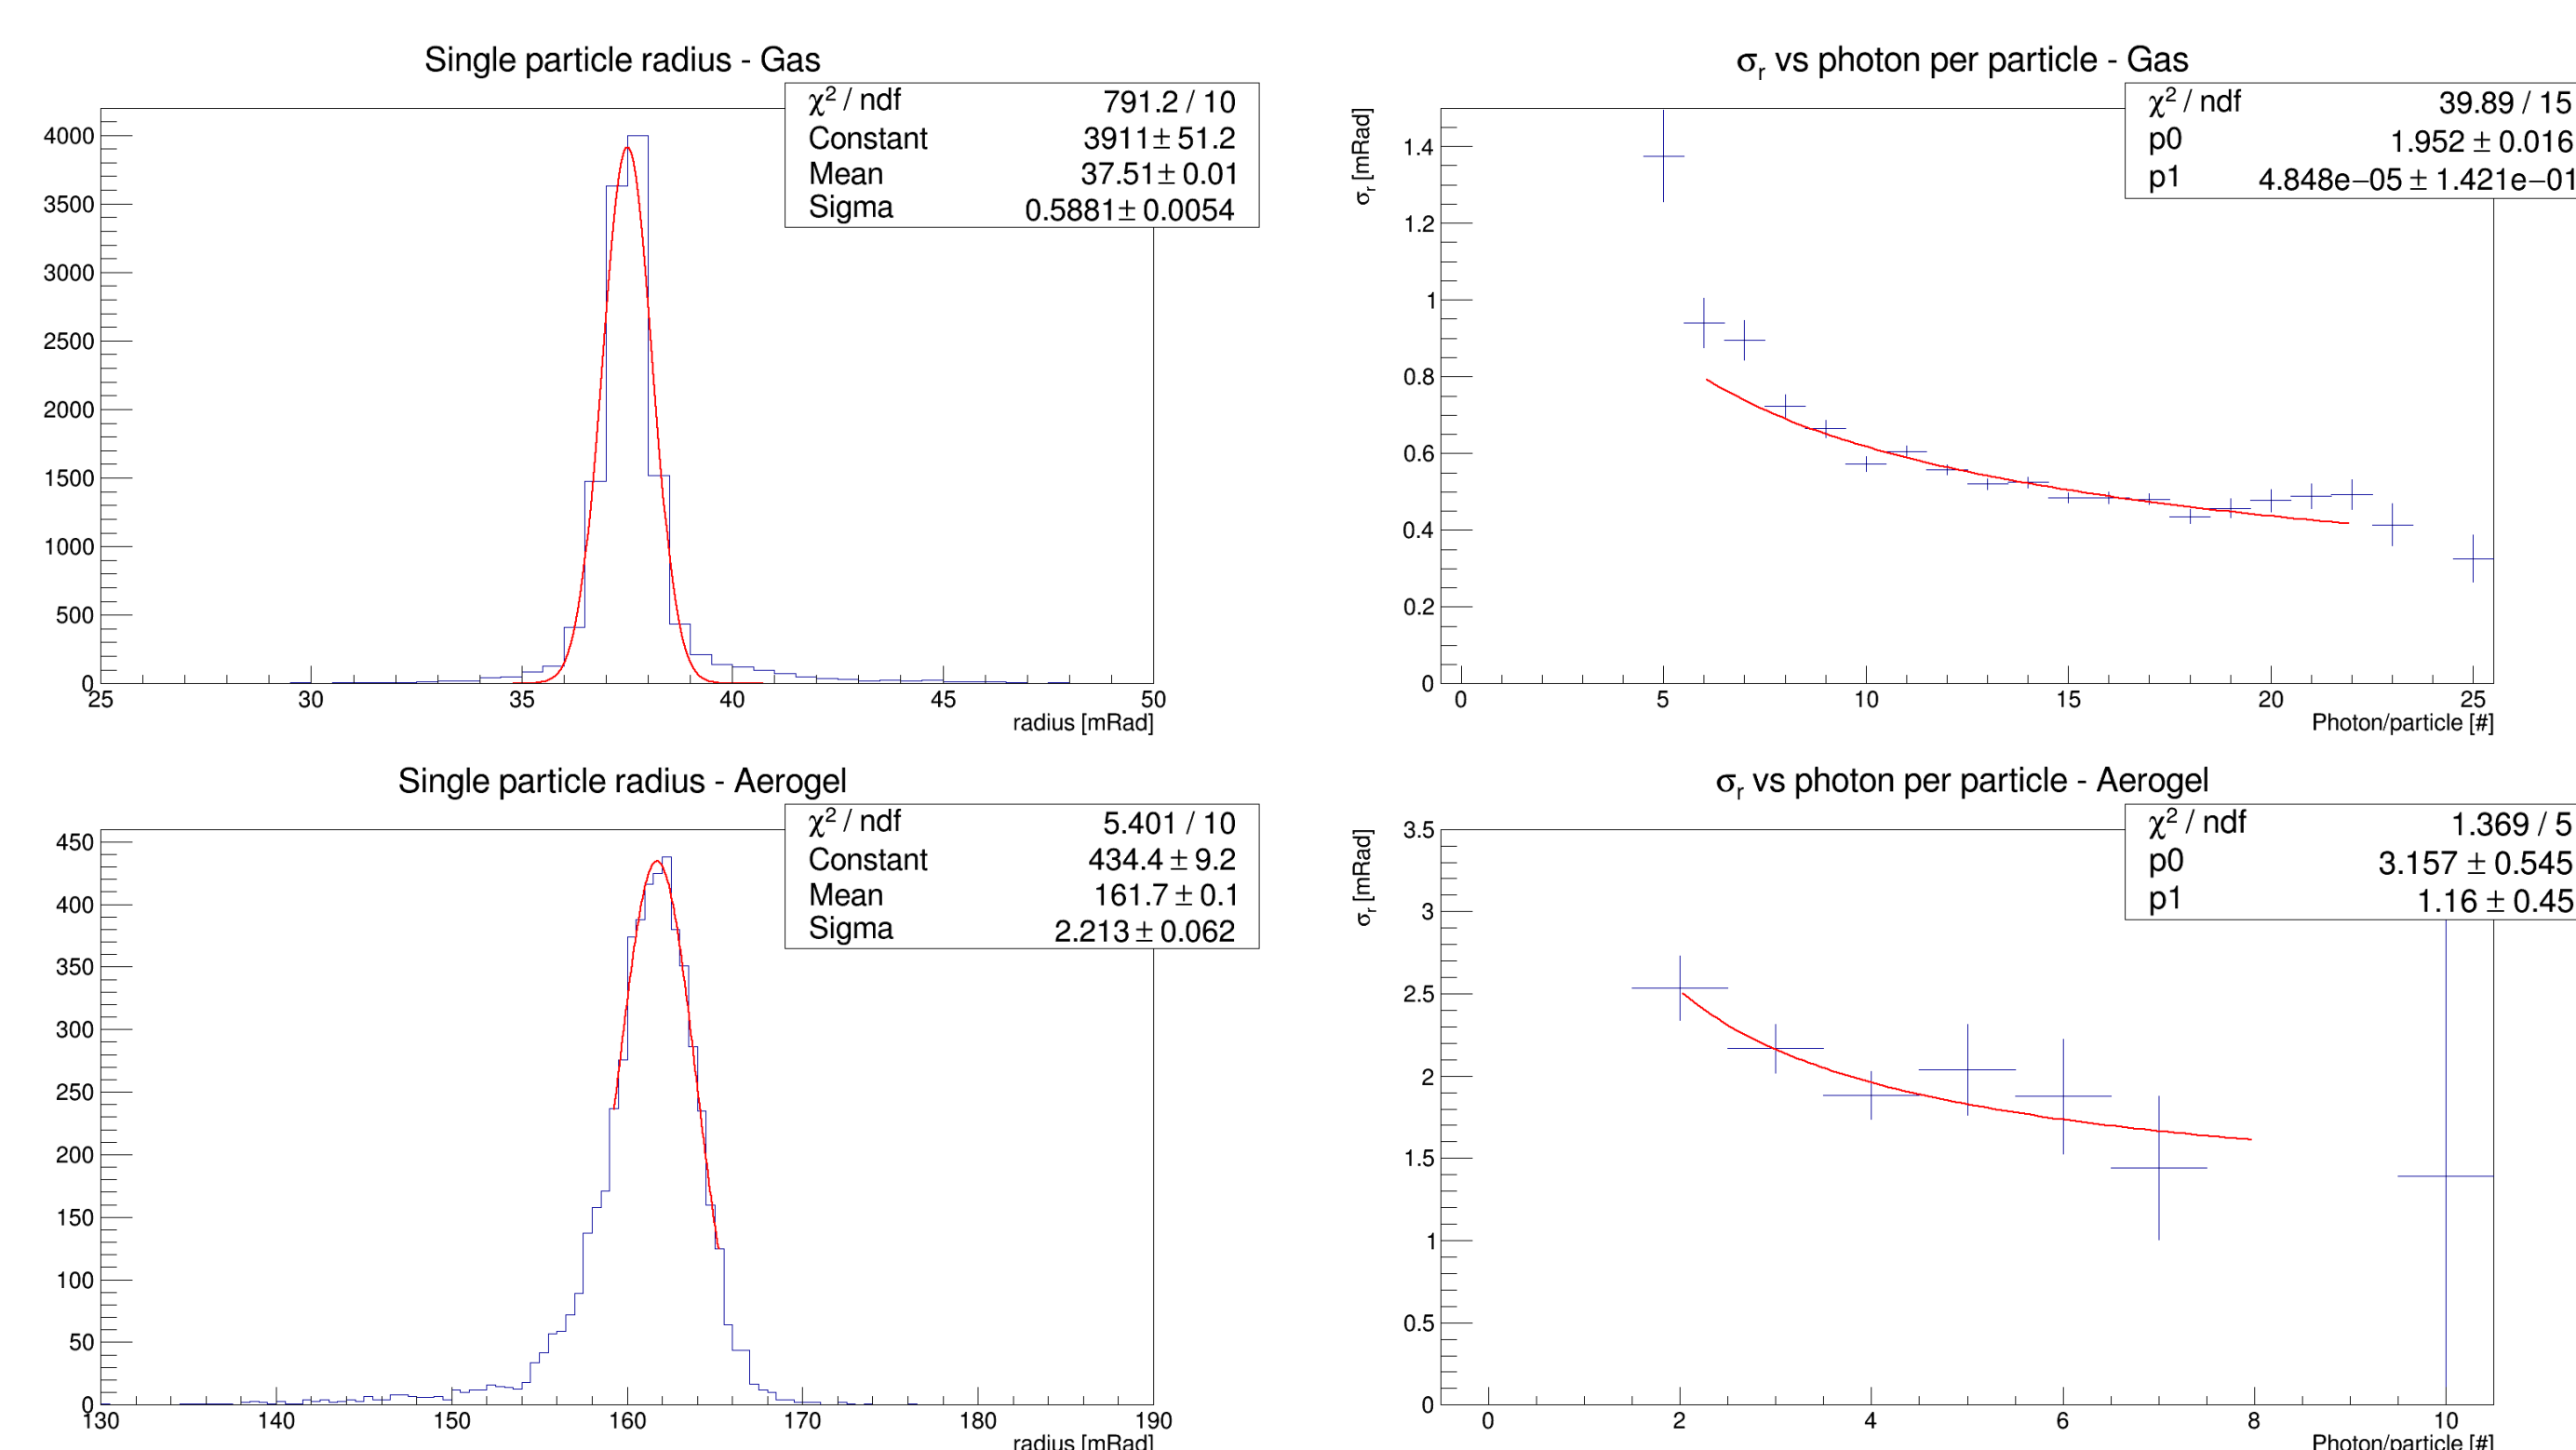 Single particle radius - Gas
χ² / ndf 791.2 / 10
Constant 3911 ± 51.2
Mean 37.51 ± 0.01
Sigma 0.5881 ± 0.0054
4000
3500
3000
2500
2000
1500
1000
500
0
25 30 35 40 45 50
radius [mRad]
σr vs photon per particle - Gas
χ² / ndf 39.89 / 15
p0 1.952 ± 0.016
p1 4.848e−05 ± 1.421e−01
σr [mRad]
1.4
1.2
1
0.8
0.6
0.4
0.2
0
0 5 10 15 20 25
Photon/particle [#]
Single particle radius - Aerogel
χ² / ndf 5.401 / 10
Constant 434.4 ± 9.2
Mean 161.7 ± 0.1
Sigma 2.213 ± 0.062
450
400
350
300
250
200
150
100
50
0
130 140 150 160 170 180 190
radius [mRad]
σr vs photon per particle - Aerogel
χ² / ndf 1.369 / 5
p0 3.157 ± 0.545
p1 1.16 ± 0.45
σr [mRad]
3.5
3
2.5
2
1.5
1
0.5
0
0 2 4 6 8 10
Photon/particle [#]